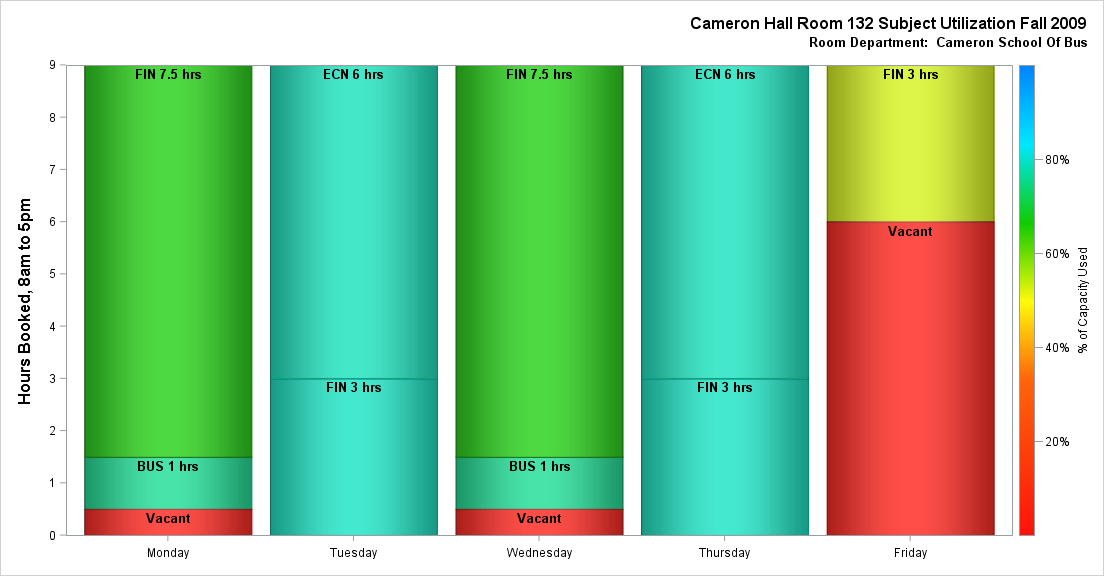 Cameron Hall Room 132 Subject Utilization Fall 2009
Room Department:  Cameron School Of Bus
Hours Booked, 8am to 5pm
9
8
7
6
5
4
3
2
1
0
FIN 7.5 hrs
BUS 1 hrs
Vacant
ECN 6 hrs
FIN 3 hrs
FIN 7.5 hrs
BUS 1 hrs
Vacant
ECN 6 hrs
FIN 3 hrs
FIN 3 hrs
Vacant
Monday
Tuesday
Wednesday
Thursday
Friday
80%
60%
40%
20%
% of Capacity Used